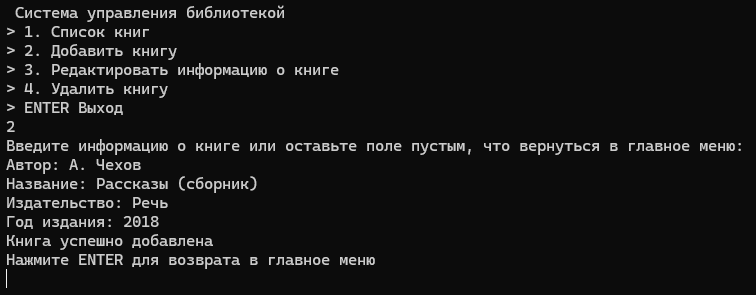 Система управления библиотекой
> 1. Список книг
> 2. Добавить книгу
> 3. Редактировать информацию о книге
> 4. Удалить книгу
> ENTER Выход
2
Введите информацию о книге или оставьте поле пустым, что вернуться в главное меню:
Автор: А. Чехов
Название: Рассказы (сборник)
Издательство: Речь
Год издания: 2018
Книга успешно добавлена
Нажмите ENTER для возврата в главное меню